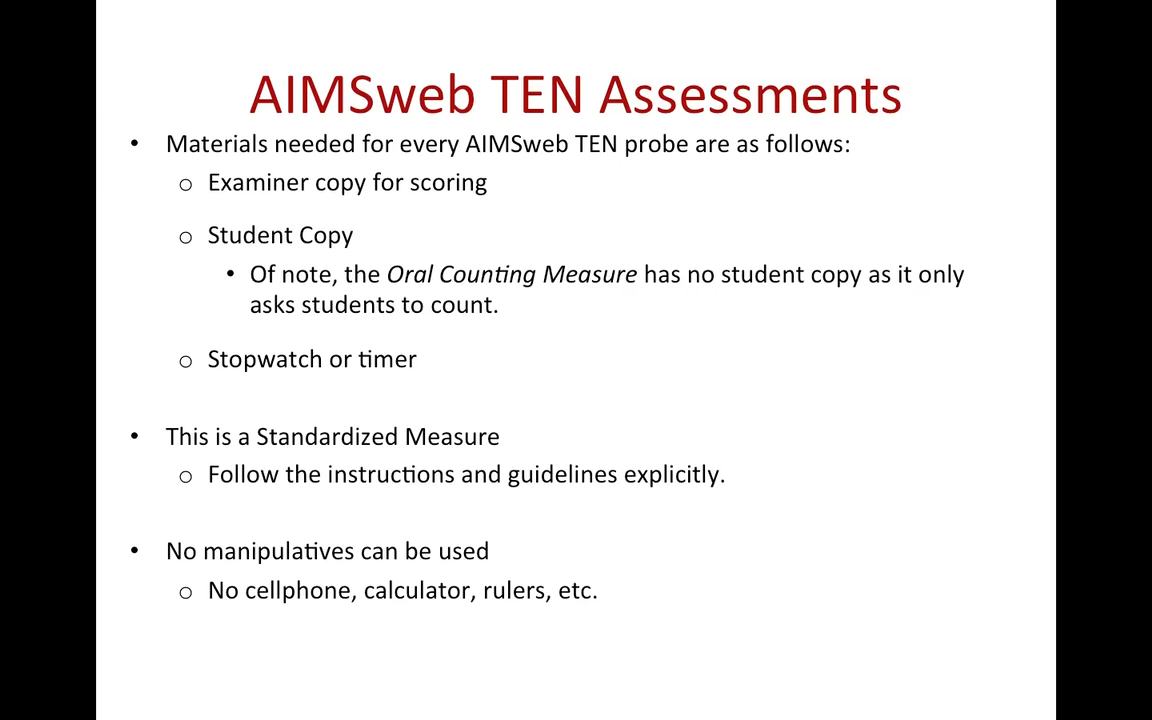 AIMSweb TEN Assessments
• Materials needed for every AIMSweb TEN probe are as follows:
o Examiner copy for scoring
o Student Copy
• Of note, the Oral Counting Measure has no student copy as it only
asks students to count.
o Stopwatch or timer
• This is a Standardized Measure
o Follow the instructions and guidelines explicitly.
• No manipulatives can be used
o No cellphone, calculator, rulers, etc.